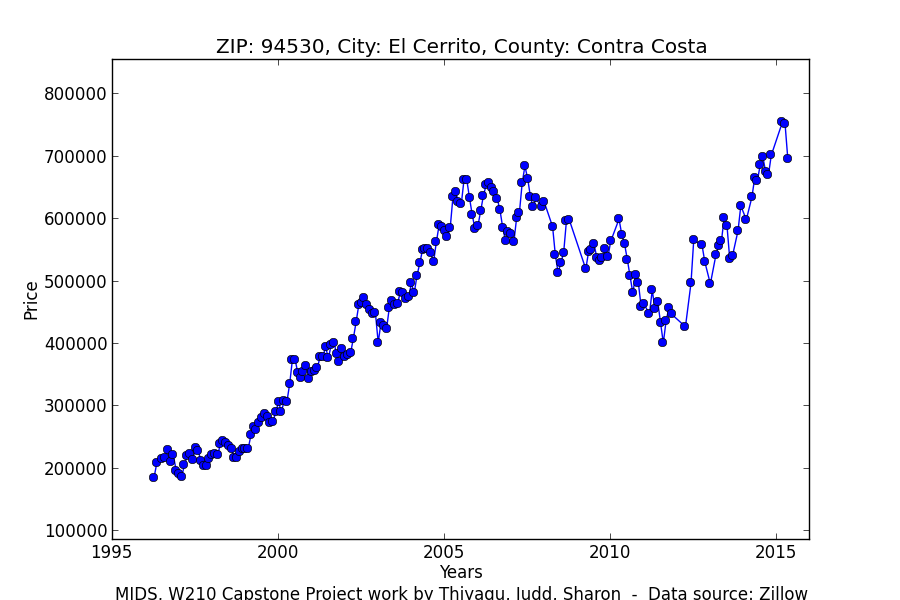 ZIP: 94530, City: El Cerrito, County: Contra Costa
800000
700000
600000
500000
400000
300000
200000
100000
Price
1995 2000 2005 2010 2015
Years
MIDS, W210 Capstone Project work by Thiyagu, Judd, Sharon - Data source: Zillow